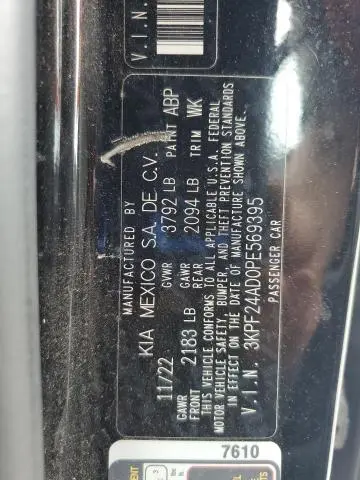 V.I.N.
MANUFACTURED BY
KIA MEXICO S.A. DE C.V.
11/22 GVWR 3792 LB PAINT ABP
GAWR FRONT 2183 LB GAWR REAR 2094 LB TRIM WK
THIS VEHICLE CONFORMS TO ALL APPLICABLE U.S.A. FEDERAL
MOTOR VEHICLE SAFETY, BUMPER, AND THEFT PREVENTION STANDARDS
IN EFFECT ON THE DATE OF MANUFACTURE SHOWN ABOVE.
V.I.N. 3KPF24AD0PE569395
PASSENGER CAR
7610